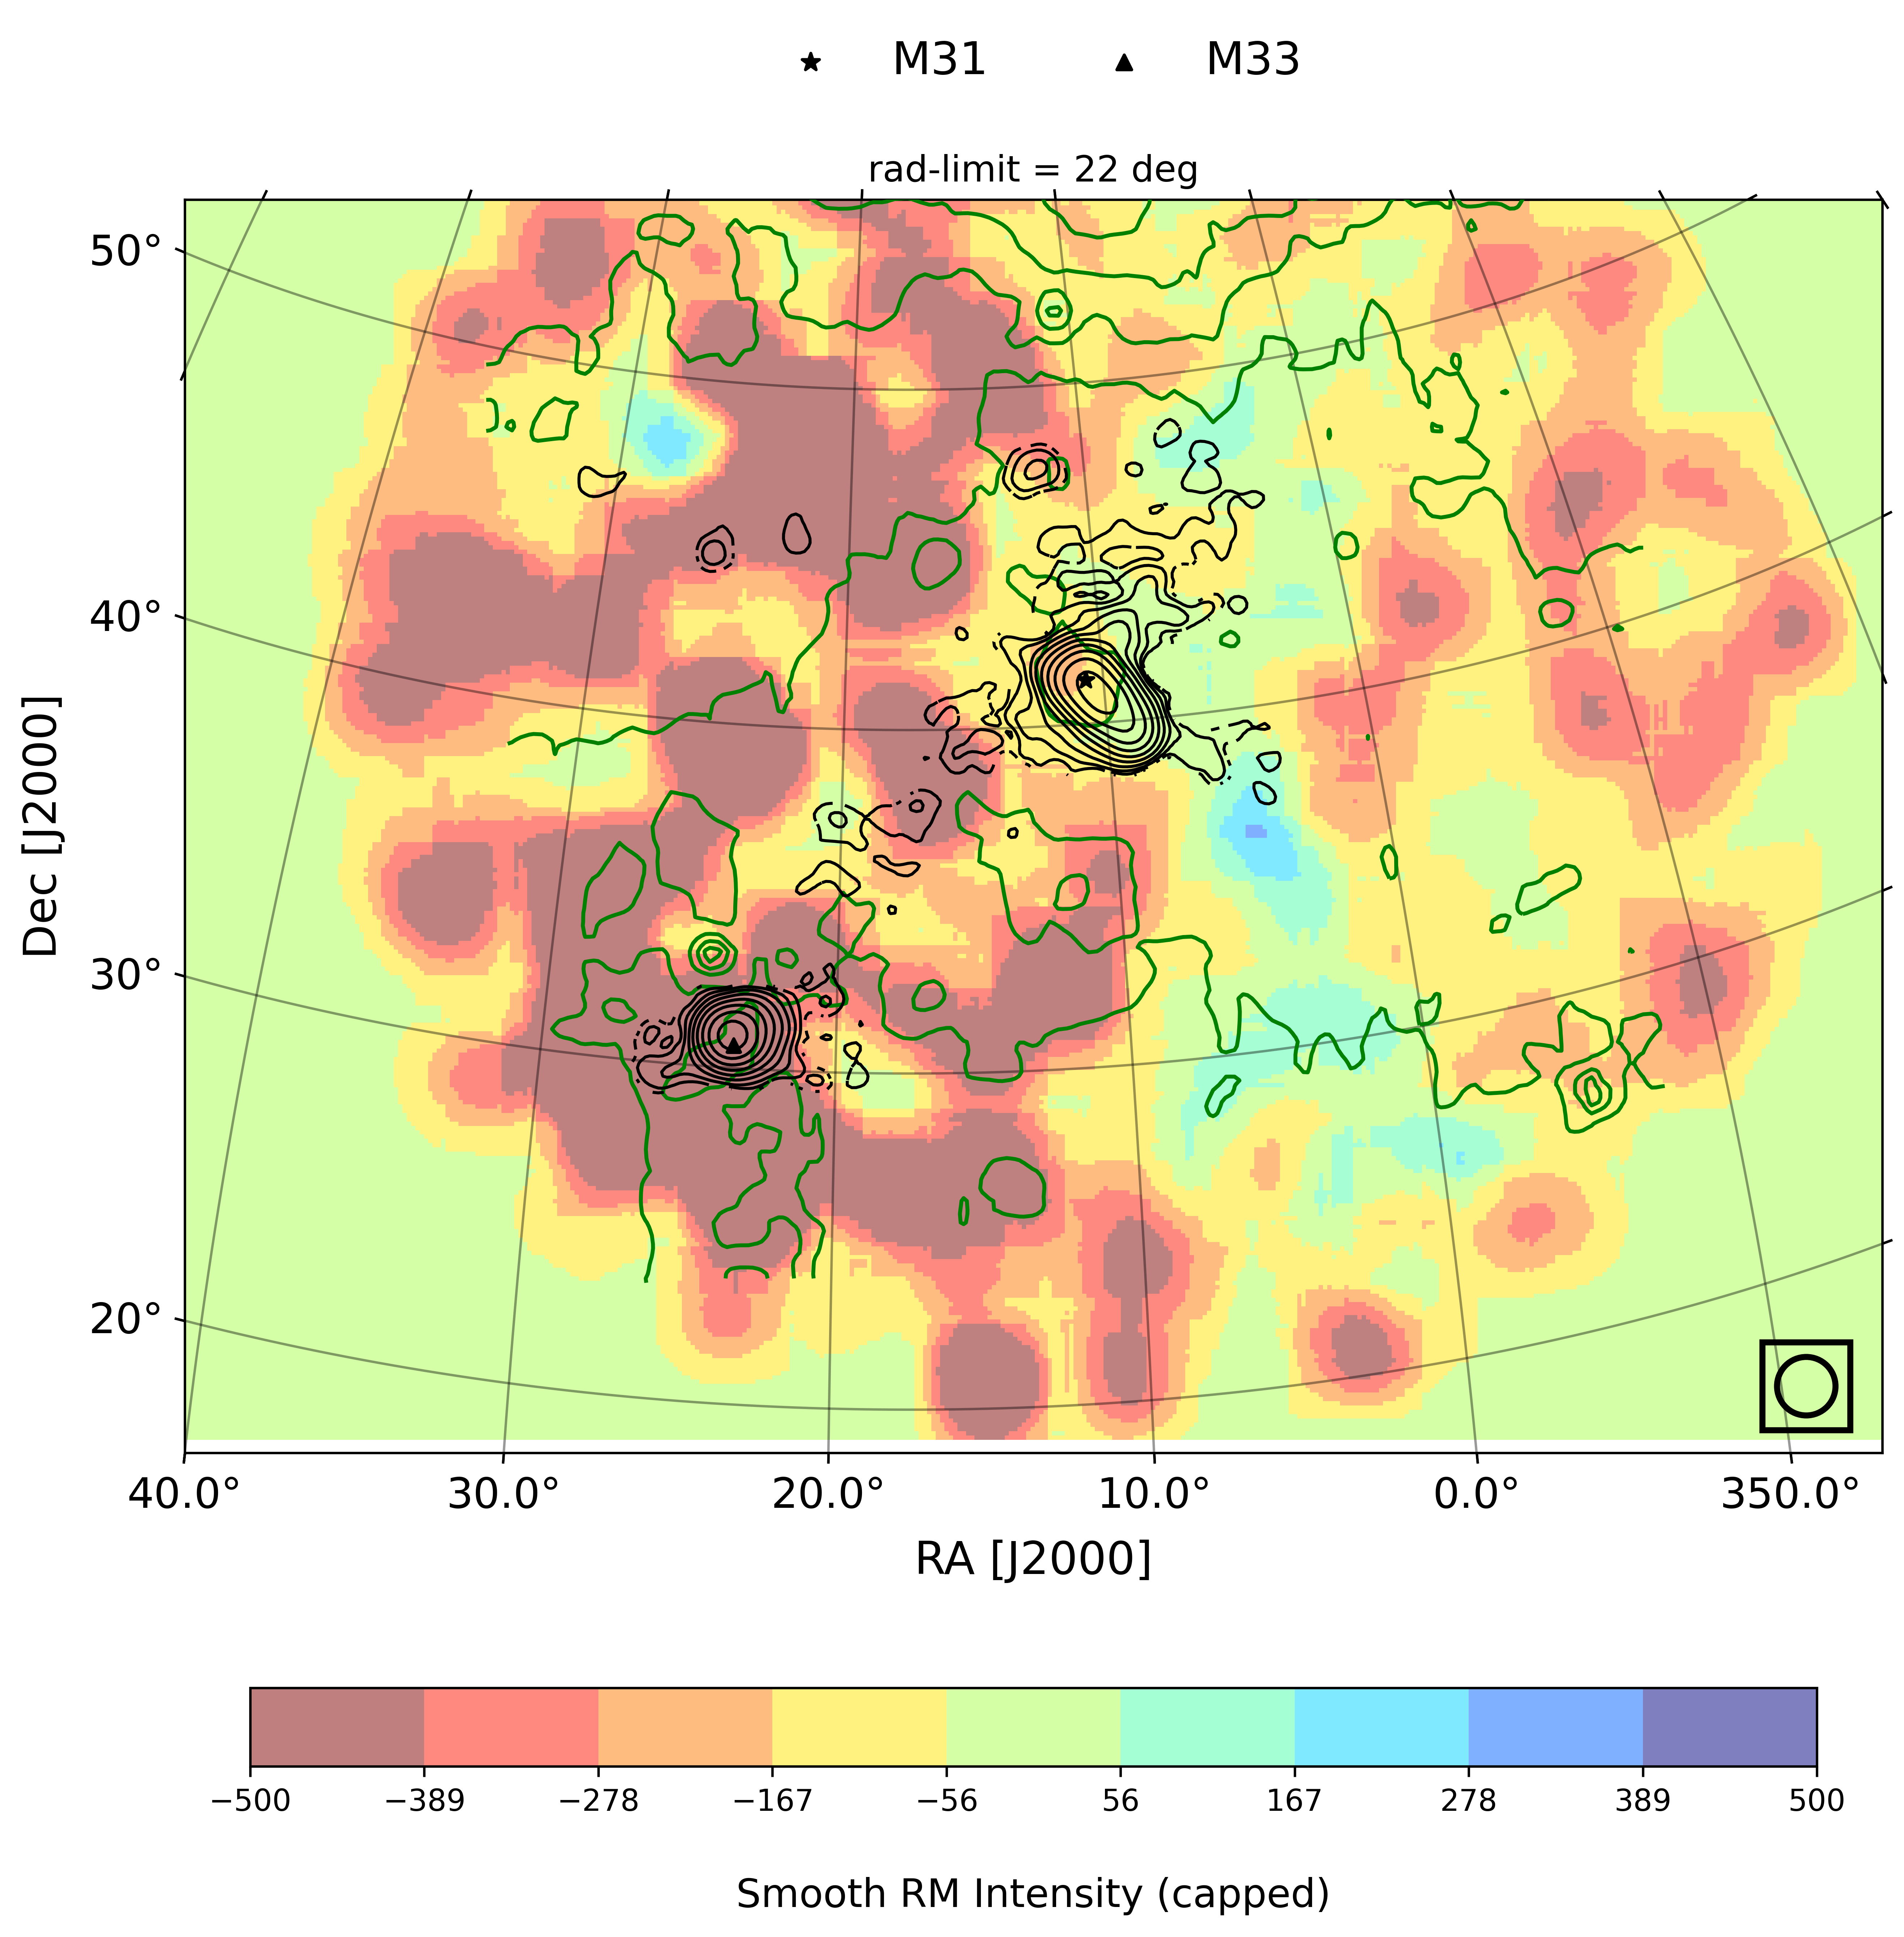 ★ M31 ▲ M33
rad-limit = 22 deg
50°
40°
30°
20°
Dec [J2000]
40.0° 30.0° 20.0° 10.0° 0.0° 350.0°
RA [J2000]
−500 −389 −278 −167 −56 56 167 278 389 500
Smooth RM Intensity (capped)